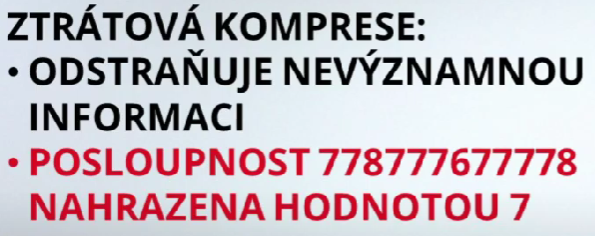 ZTRÁTOVÁ KOMPRESE:
• ODSTRAŇUJE NEVÝZNAMNOU
INFORMACI
• POSLOUPNOST 778777677778
NAHRAZENA HODNOTOU 7